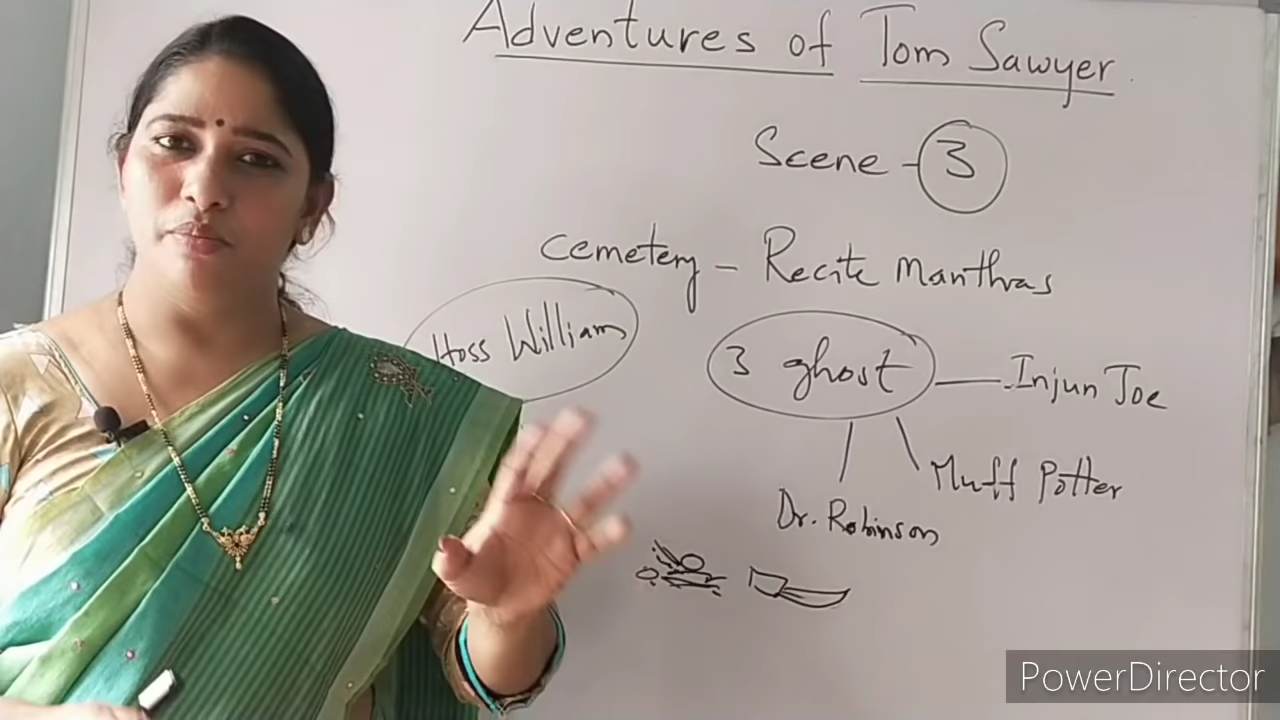 Adventures of Tom Sawyer.
Scene - 3
Cemetery - Recite Manthras
Hoss William
3 ghost
Injun Joe
Muff Potter
Dr. Robinson
PowerDirector